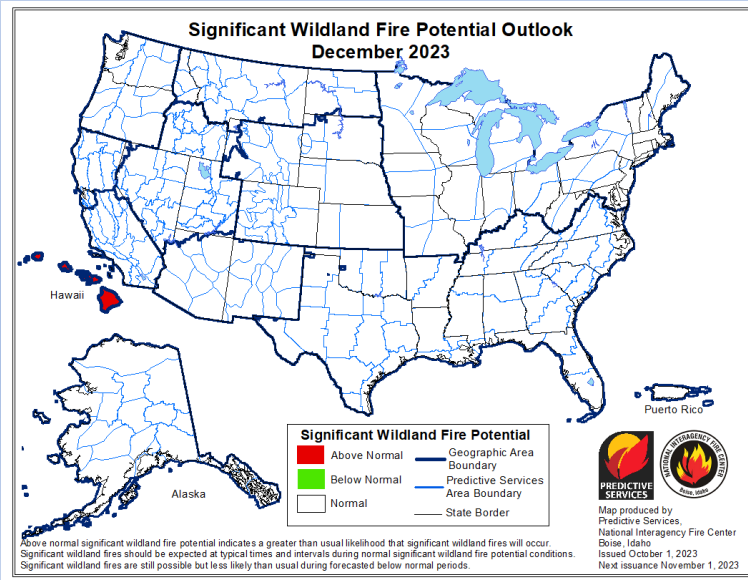 Significant Wildland Fire Potential Outlook
December 2023
Hawaii
Alaska
Puerto Rico
Significant Wildland Fire Potential
Above Normal
Below Normal
Normal
Geographic Area
Boundary
Predictive Services
Area Boundary
State Border
PREDICTIVE
SERVICES
NATIONAL INTERAGENCY FIRE CENTER
Boise, Idaho
Map produced by
Predictive Services,
National Interagency Fire Center
Boise, Idaho
Issued October 1, 2023
Next issuance November 1, 2023
Above normal significant wildland fire potential indicates a greater than usual likelihood that significant wildland fires will occur.
Significant wildland fires should be expected at typical times and intervals during normal significant wildland fire potential conditions.
Significant wildland fires are still possible but less likely than usual during forecasted below normal periods.